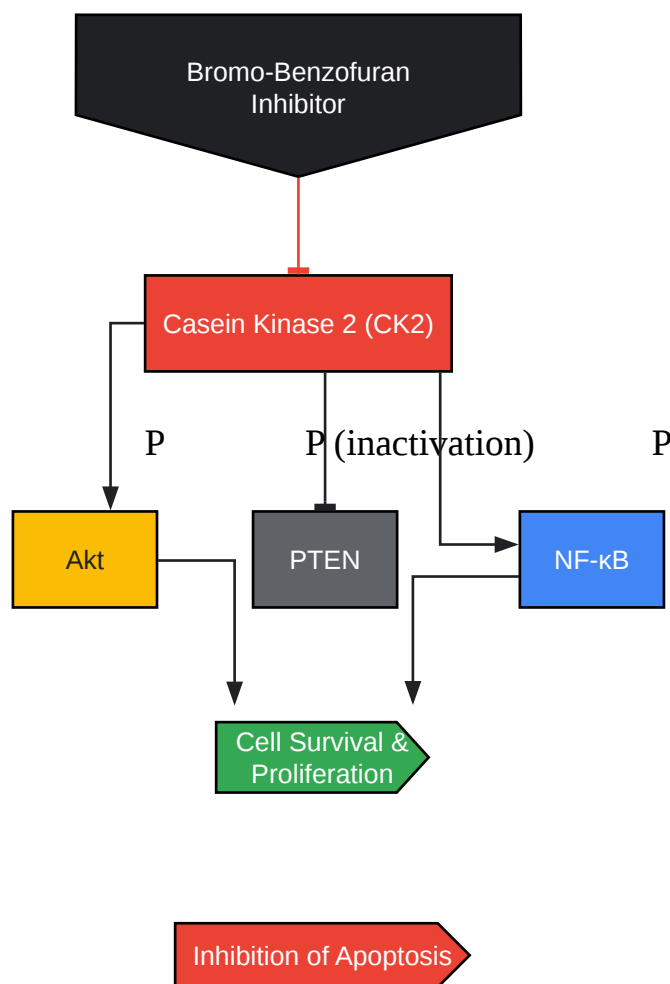 Bromo-Benzofuran
Inhibitor
Casein Kinase 2 (CK2)
P
P (inactivation)
P
Akt
PTEN
NF-κB
Cell Survival &
Proliferation
Inhibition of Apoptosis